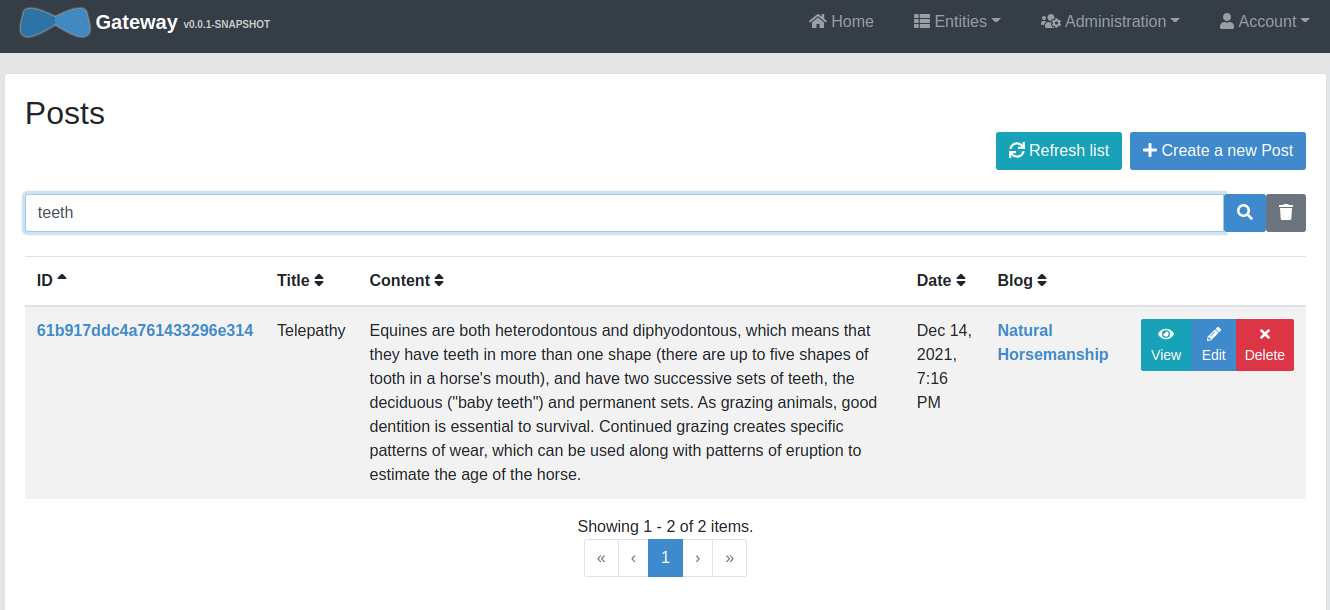 Gateway v0.0.1-SNAPSHOT
Home
Entities
Administration
Account
Posts
Refresh list
Create a new Post
teeth
ID
Title
Content
Date
Blog
61b917ddc4a761433296e314
Telepathy
Equines are both heterodontous and diphyodontous, which means that
they have teeth in more than one shape (there are up to five shapes of
tooth in a horse's mouth), and have two successive sets of teeth, the
deciduous ("baby teeth") and permanent sets. As grazing animals, good
dentition is essential to survival. Continued grazing creates specific
patterns of wear, which can be used along with patterns of eruption to
estimate the age of the horse.
Dec 14,
2021,
7:16
PM
Natural
Horsemanship
View
Edit
Delete
Showing 1 - 2 of 2 items.
« ‹ 1 › »